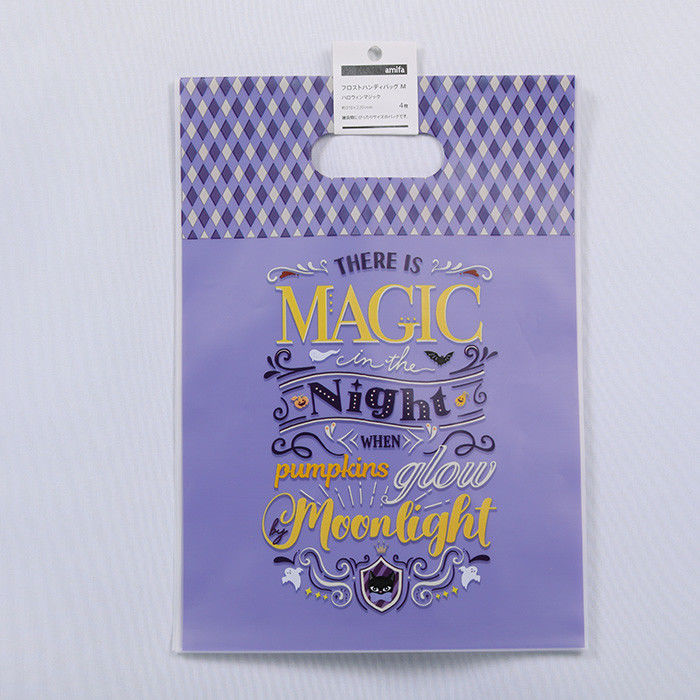 amifa
フロストハンディバッグ M
ハロウィンマジック
4枚
THERE IS
MAGIC
in the
Night
WHEN
pumpkins glow
by Moonlight